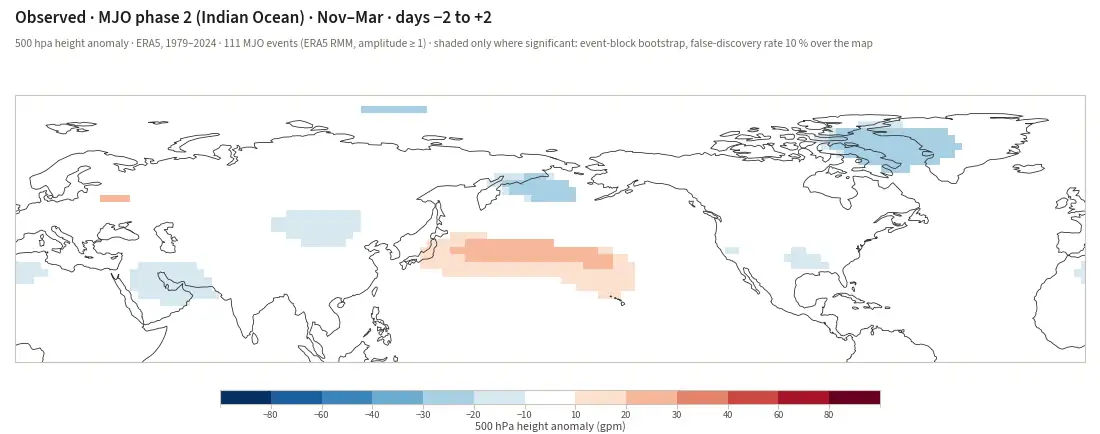 Observed · MJO phase 2 (Indian Ocean) · Nov–Mar · days −2 to +2
500 hpa height anomaly · ERA5, 1979–2024 · 111 MJO events (ERA5 RMM, amplitude ≥ 1) · shaded only where significant: event-block bootstrap, false-discovery rate 10 % over the map
−80 −60 −40 −30 −20 −10 10 20 30 40 60 80
500 hPa height anomaly (gpm)